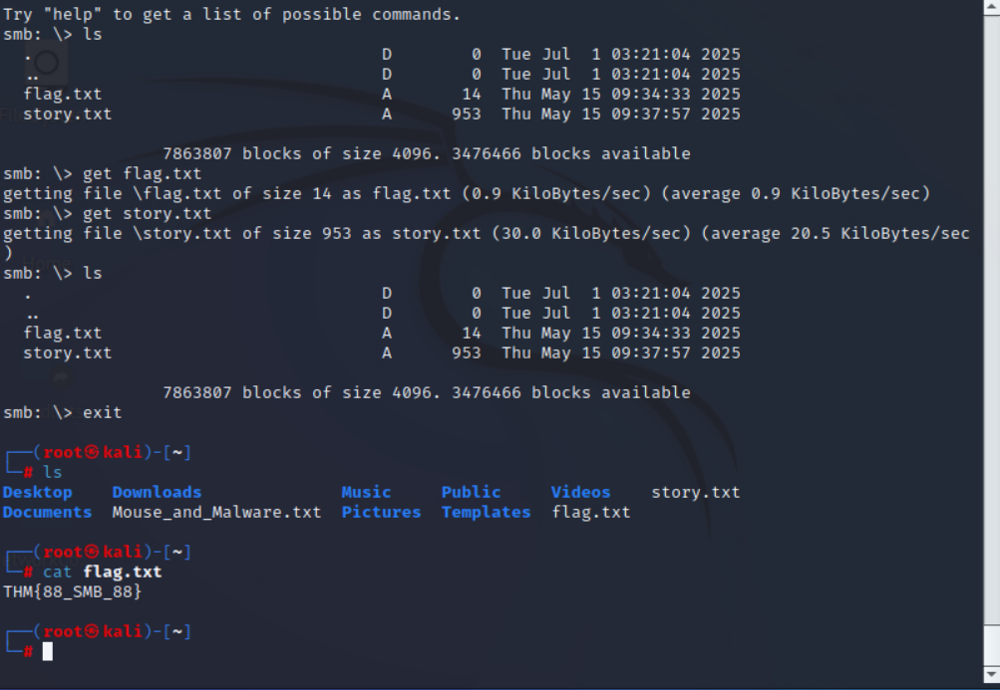 Try "help" to get a list of possible commands.
smb: \> ls
  .                                   D        0  Tue Jul  1 03:21:04 2025
  ..                                  D        0  Tue Jul  1 03:21:04 2025
  flag.txt                            A       14  Thu May 15 09:34:33 2025
  story.txt                           A      953  Thu May 15 09:37:57 2025
                7863807 blocks of size 4096. 3476466 blocks available
smb: \> get flag.txt
getting file \flag.txt of size 14 as flag.txt (0.9 KiloBytes/sec) (average 0.9 KiloBytes/sec)
smb: \> get story.txt
getting file \story.txt of size 953 as story.txt (30.0 KiloBytes/sec) (average 20.5 KiloBytes/sec
)
smb: \> ls
  .                                   D        0  Tue Jul  1 03:21:04 2025
  ..                                  D        0  Tue Jul  1 03:21:04 2025
  flag.txt                            A       14  Thu May 15 09:34:33 2025
  story.txt                           A      953  Thu May 15 09:37:57 2025
                7863807 blocks of size 4096. 3476466 blocks available
smb: \> exit
┌──(root㉿kali)-[~]
└─# ls
Desktop    Downloads              Music     Public     Videos    story.txt
Documents  Mouse_and_Malware.txt  Pictures  Templates  flag.txt
┌──(root㉿kali)-[~]
└─# cat flag.txt
THM{88_SMB_88}
┌──(root㉿kali)-[~]
└─#